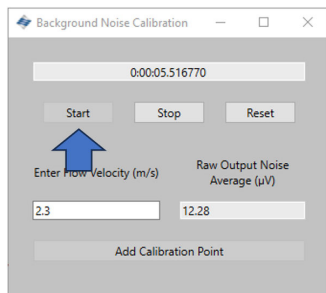 Background Noise Calibration
0:00:05.516770
Start Stop Reset
Enter Flow Velocity (m/s)
Raw Output Noise
Average (µV)
2.3 12.28
Add Calibration Point